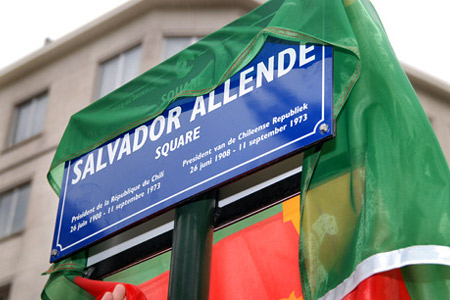 SALVADOR ALLENDE
SQUARE
Président de la République du Chili
26 juin 1908 - 11 septembre 1973
President van de Chileense Republiek
26 juni 1908 - 11 september 1973